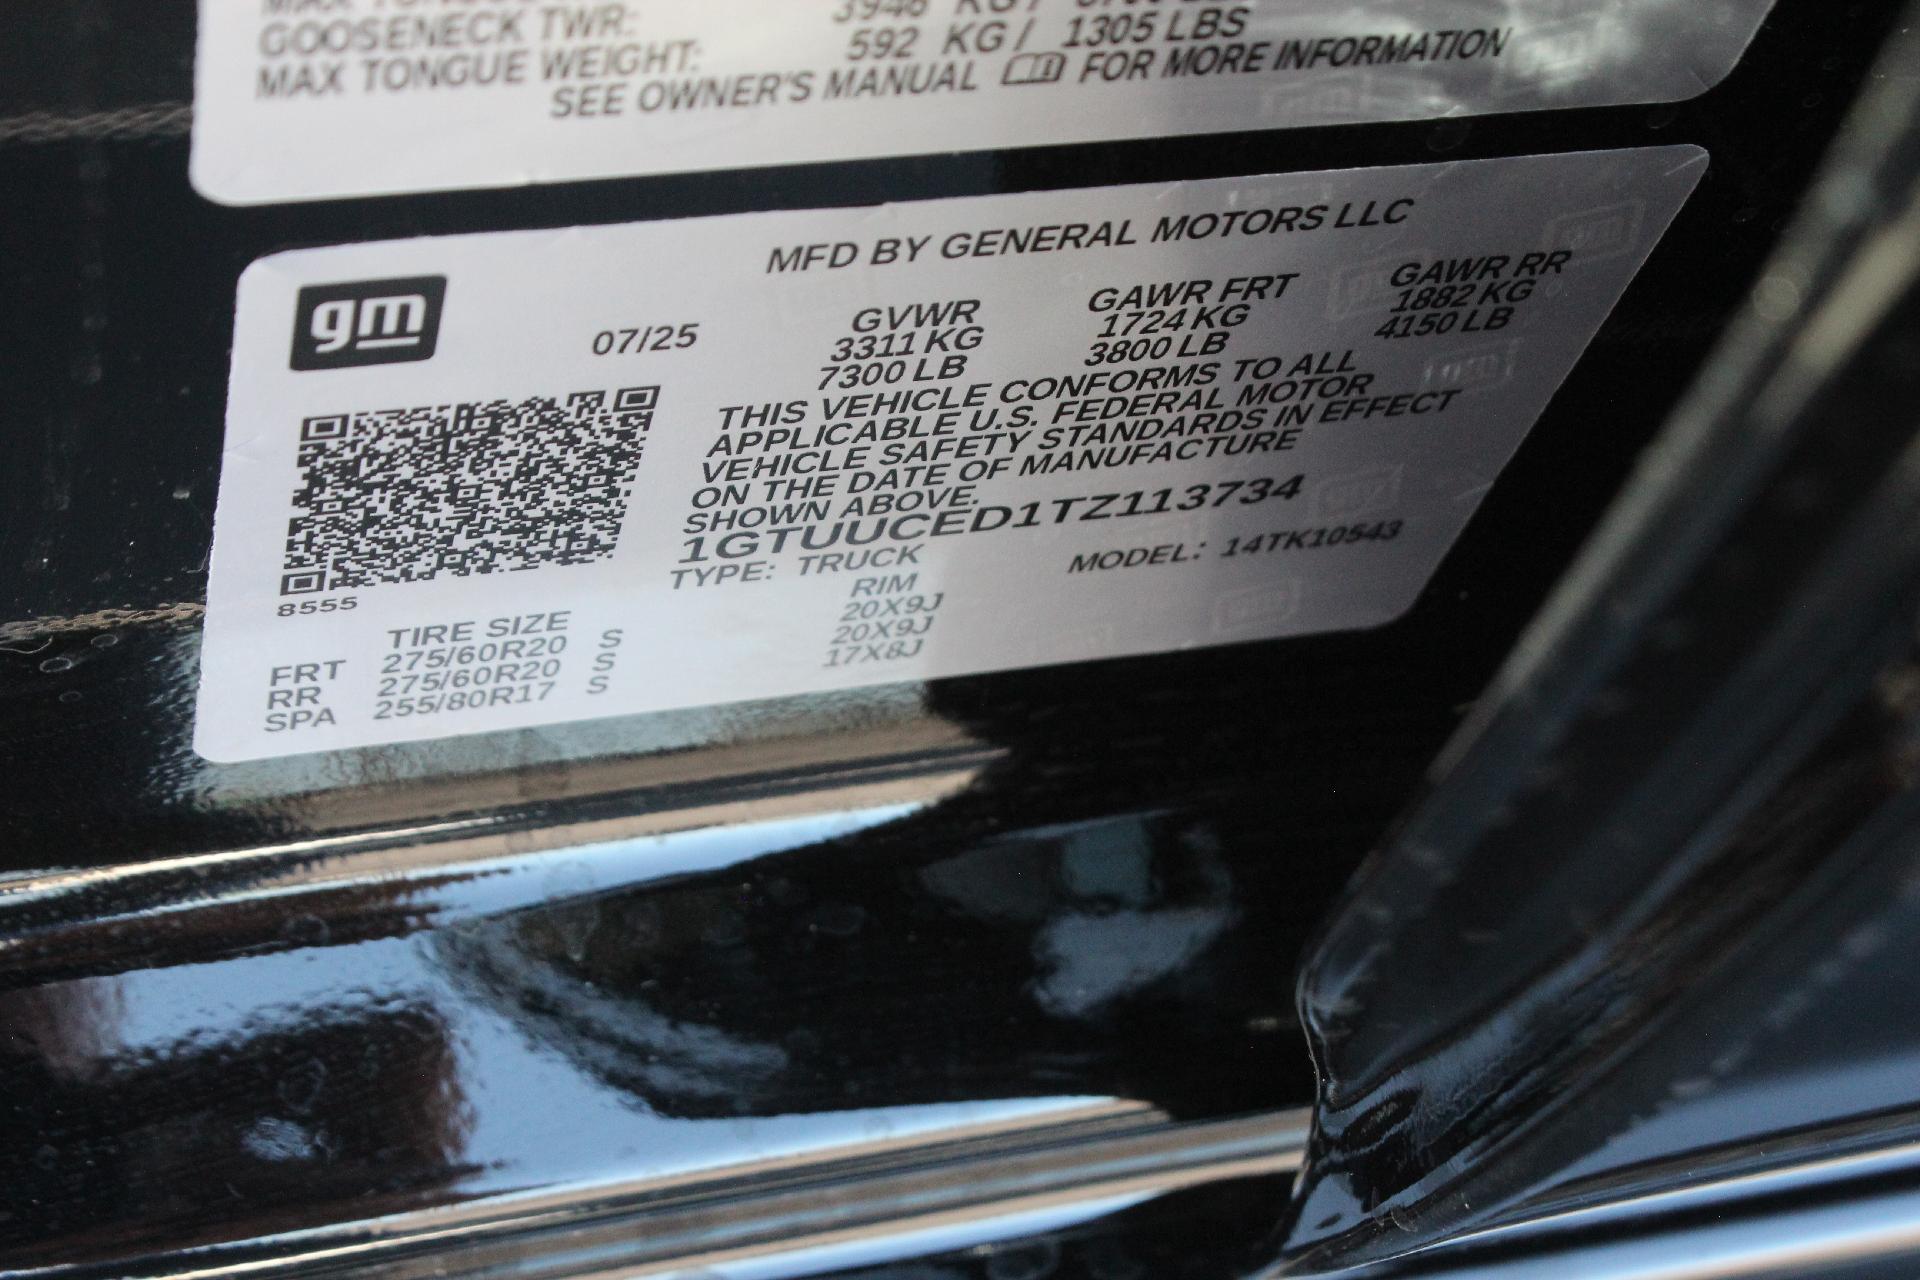 MAX TONGUE
GOOSENECK TWR: 3948 KG /
MAX TONGUE WEIGHT: 592 KG / 1305 LBS
SEE OWNER'S MANUAL FOR MORE INFORMATION
MFD BY GENERAL MOTORS LLC
gm
07/25
GVWR GAWR FRT GAWR RR
3311 KG 1724 KG 1882 KG
7300 LB 3800 LB 4150 LB
THIS VEHICLE CONFORMS TO ALL
APPLICABLE U.S. FEDERAL MOTOR
VEHICLE SAFETY STANDARDS IN EFFECT
ON THE DATE OF MANUFACTURE
SHOWN ABOVE.
1GTUUCED1TZ113734
TYPE: TRUCK MODEL: 14TK10543
8555
TIRE SIZE RIM
FRT 275/60R20 S 20X9J
RR 275/60R20 S 20X9J
SPA 255/80R17 S 17X8J